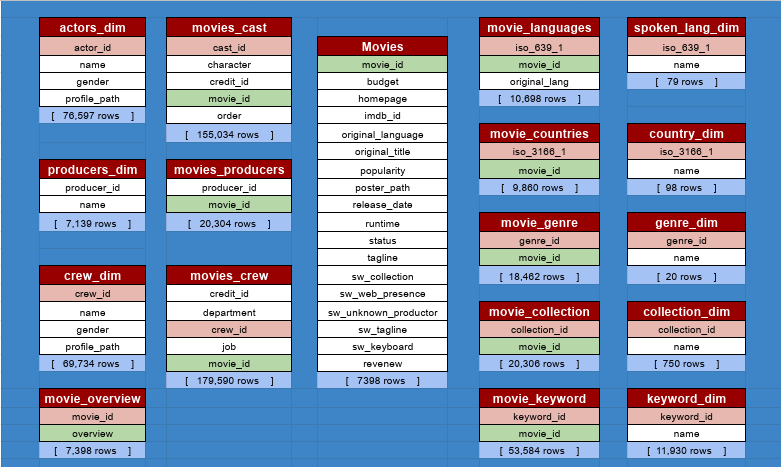 actors_dim
actor_id
name
gender
profile_path
[ 76,597 rows ]
movies_cast
cast_id
character
credit_id
movie_id
order
[ 155,034 rows ]
producers_dim
producer_id
name
[ 7,139 rows ]
movies_producers
producer_id
movie_id
[ 20,304 rows ]
crew_dim
crew_id
name
gender
profile_path
[ 69,734 rows ]
movies_crew
credit_id
department
crew_id
job
movie_id
[ 179,590 rows ]
movie_overview
movie_id
overview
[ 7,398 rows ]
Movies
movie_id
budget
homepage
imdb_id
original_language
original_title
popularity
poster_path
release_date
runtime
status
tagline
sw_collection
sw_web_presence
sw_unknown_productor
sw_tagline
sw_keyboard
revenew
[ 7398 rows ]
movie_languages
iso_639_1
movie_id
original_lang
[ 10,698 rows ]
spoken_lang_dim
iso_639_1
name
[ 79 rows ]
movie_countries
iso_3166_1
movie_id
[ 9,860 rows ]
country_dim
iso_3166_1
name
[ 98 rows ]
movie_genre
genre_id
movie_id
[ 18,462 rows ]
genre_dim
genre_id
name
[ 20 rows ]
movie_collection
collection_id
movie_id
[ 20,306 rows ]
collection_dim
collection_id
name
[ 750 rows ]
movie_keyword
keyword_id
movie_id
[ 53,584 rows ]
keyword_dim
keyword_id
name
[ 11,930 rows ]